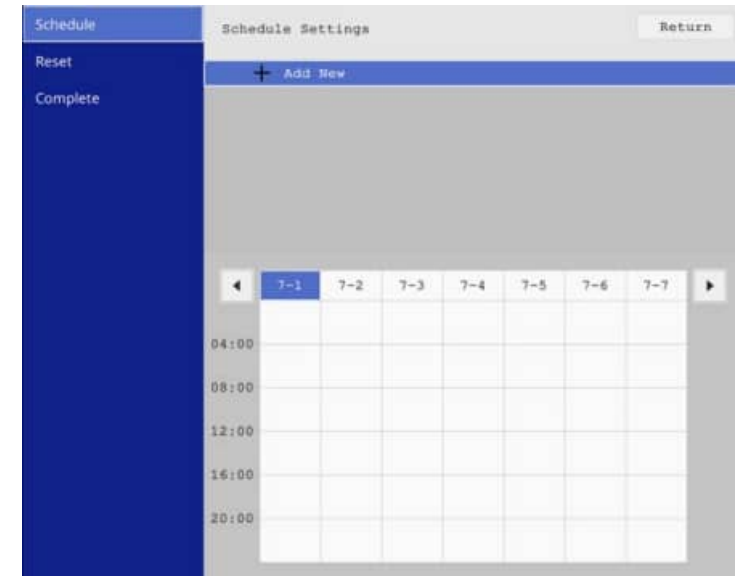 Schedule
Reset
Complete
Schedule Settings
Return
+ Add New
7-1 7-2 7-3 7-4 7-5 7-6 7-7
04:00
08:00
12:00
16:00
20:00